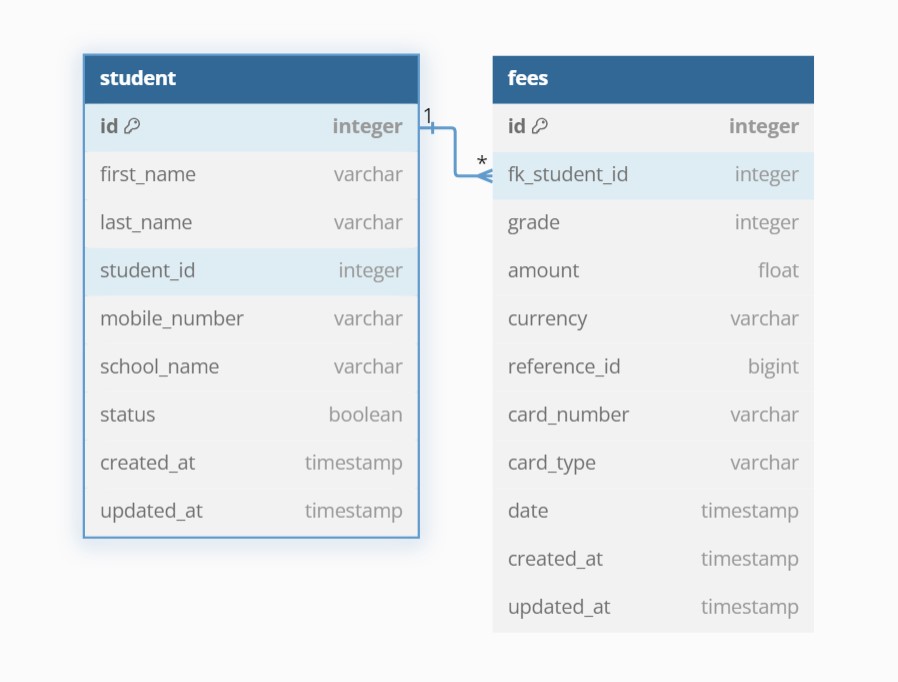 student
id integer
first_name varchar
last_name varchar
student_id integer
mobile_number varchar
school_name varchar
status boolean
created_at timestamp
updated_at timestamp
1
*
fees
id integer
fk_student_id integer
grade integer
amount float
currency varchar
reference_id bigint
card_number varchar
card_type varchar
date timestamp
created_at timestamp
updated_at timestamp